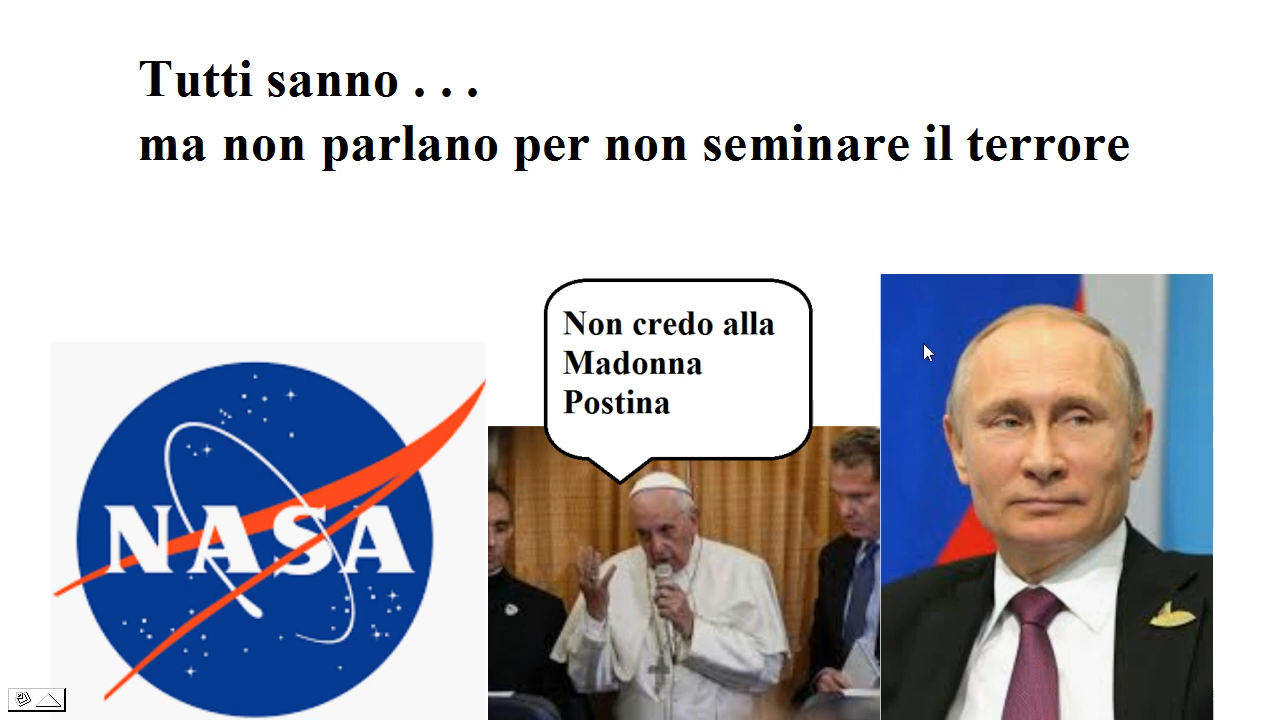 Tutti sanno . . .
ma non parlano per non seminare il terrore
Non credo alla
Madonna
Postina
NASA